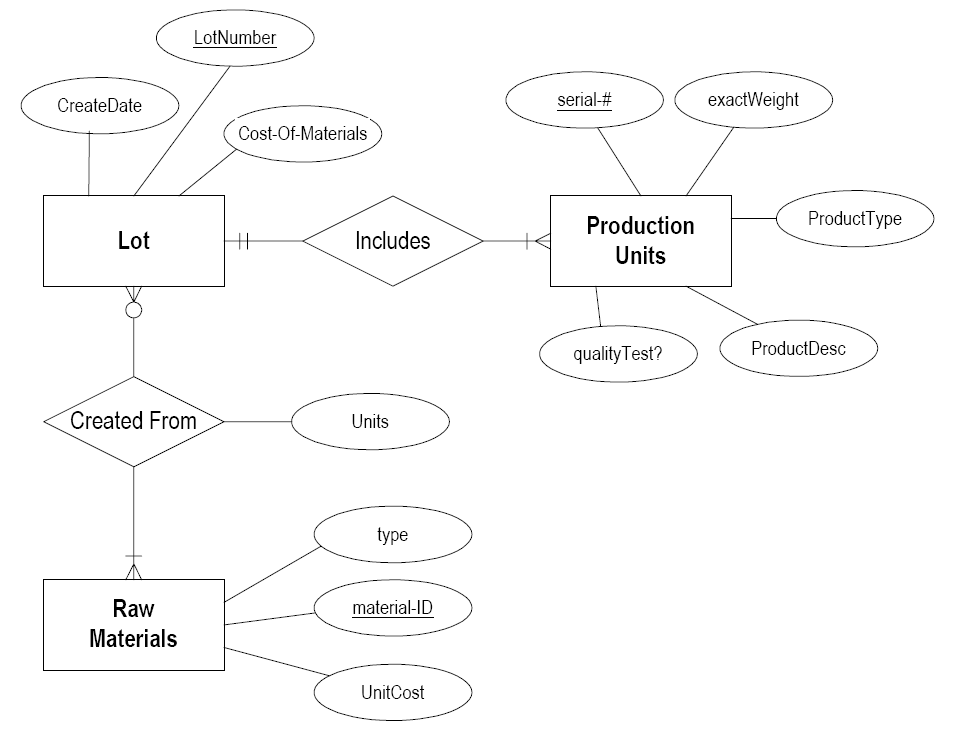 LotNumber
CreateDate
Cost-Of-Materials
serial-#
exactWeight
Lot
Includes
Production
Units
ProductType
qualityTest?
ProductDesc
Created From
Units
type
Raw
Materials
material-ID
UnitCost